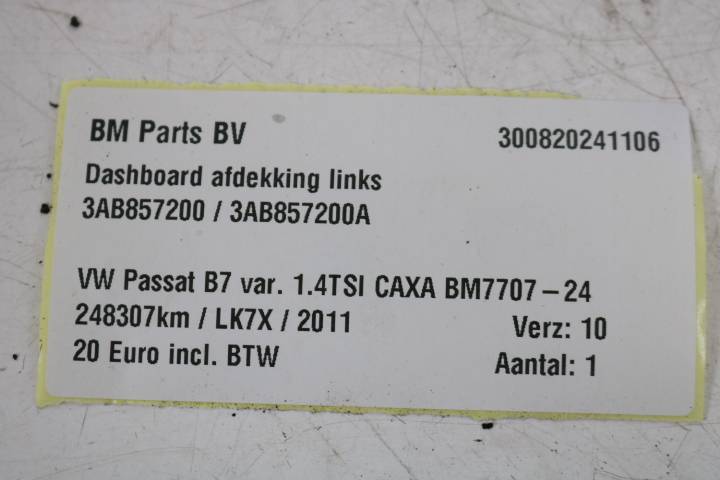 BM Parts BV 300820241106
Dashboard afdekking links
3AB857200 / 3AB857200A
VW Passat B7 var. 1.4TSI CAXA BM7707-24
248307km / LK7X / 2011 Verz: 10
20 Euro incl. BTW Aantal: 1